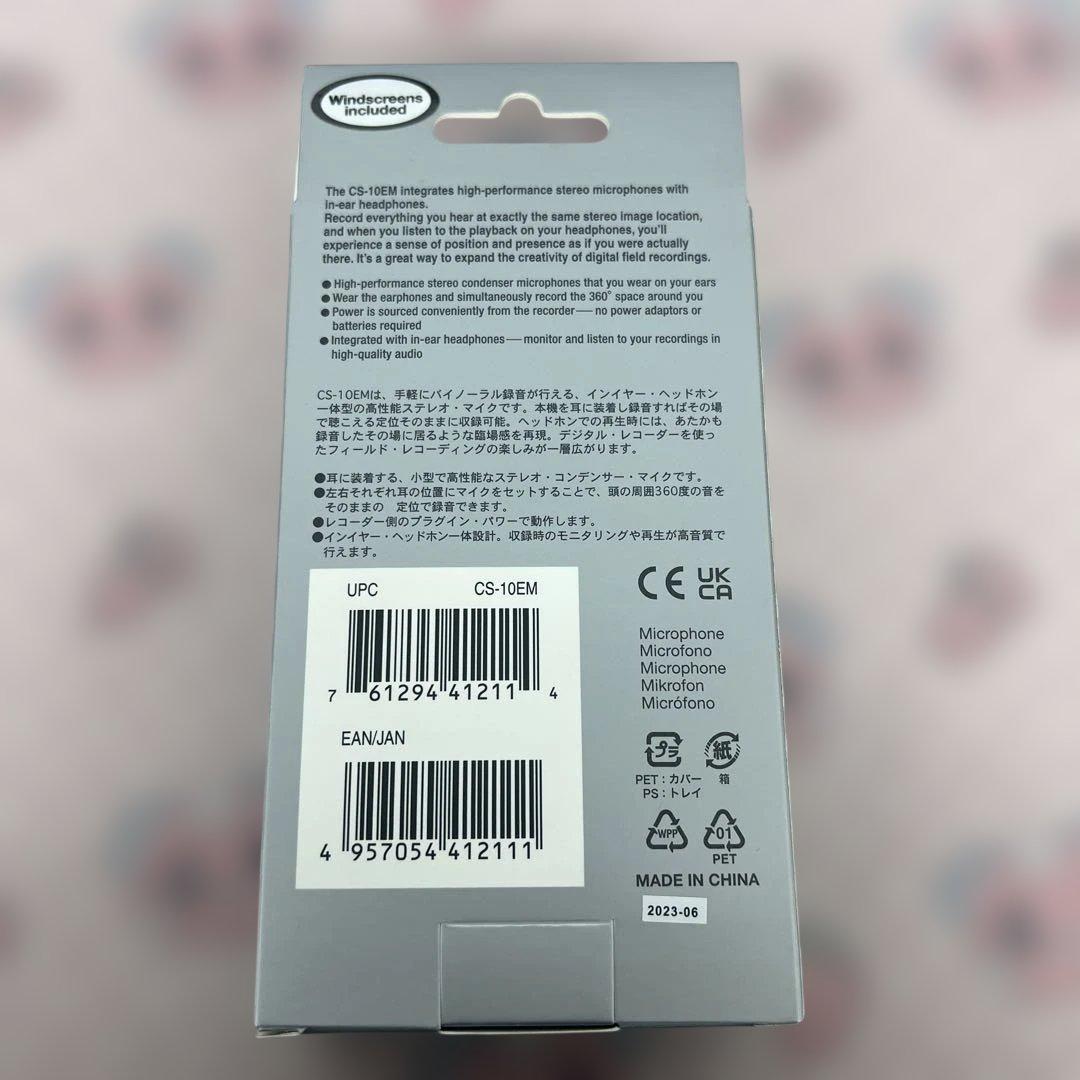 Windscreens
included
The CS-10EM integrates high-performance stereo microphones with
in-ear headphones.
Record everything you hear at exactly the same stereo image location,
and when you listen to the playback on your headphones, you'll
experience a sense of position and presence as if you were actually
there. It's a great way to expand the creativity of digital field recordings.
● High-performance stereo condenser microphones that you wear on your ears
● Wear the earphones and simultaneously record the 360° space around you
● Power is sourced conveniently from the recorder — no power adaptors or
batteries required
● Integrated with in-ear headphones — monitor and listen to your recordings in
high-quality audio
CS-10EMは、手軽にバイノーラル録音が行える、インイヤー・ヘッドホン
一体型の高性能ステレオ・マイクです。本機を耳に装着し録音すればその場
で聴こえる定位そのままに収録可能。ヘッドホンでの再生時には、あたかも
録音したその場に居るような臨場感を再現。デジタル・レコーダーを使っ
たフィールド・レコーディングの楽しみが一層広がります。
●耳に装着する、小型で高性能なステレオ・コンデンサー・マイクです。
●左右それぞれ耳の位置にマイクをセットすることで、頭の周囲360度の音を
そのままの　定位で録音できます。
●レコーダー側のプラグイン・パワーで動作します。
●インイヤー・ヘッドホン一体設計。収録時のモニタリングや再生が高音質で
行えます。
UPC CS-10EM
7 61294 41211 4
EAN/JAN
4 957054 412111
CE UK
CA
Microphone
Microfono
Microphone
Mikrofon
Micrófono
プラ 紙
PET：カバー 箱
PS：トレイ
WPP 01
PET
MADE IN CHINA
2023-06